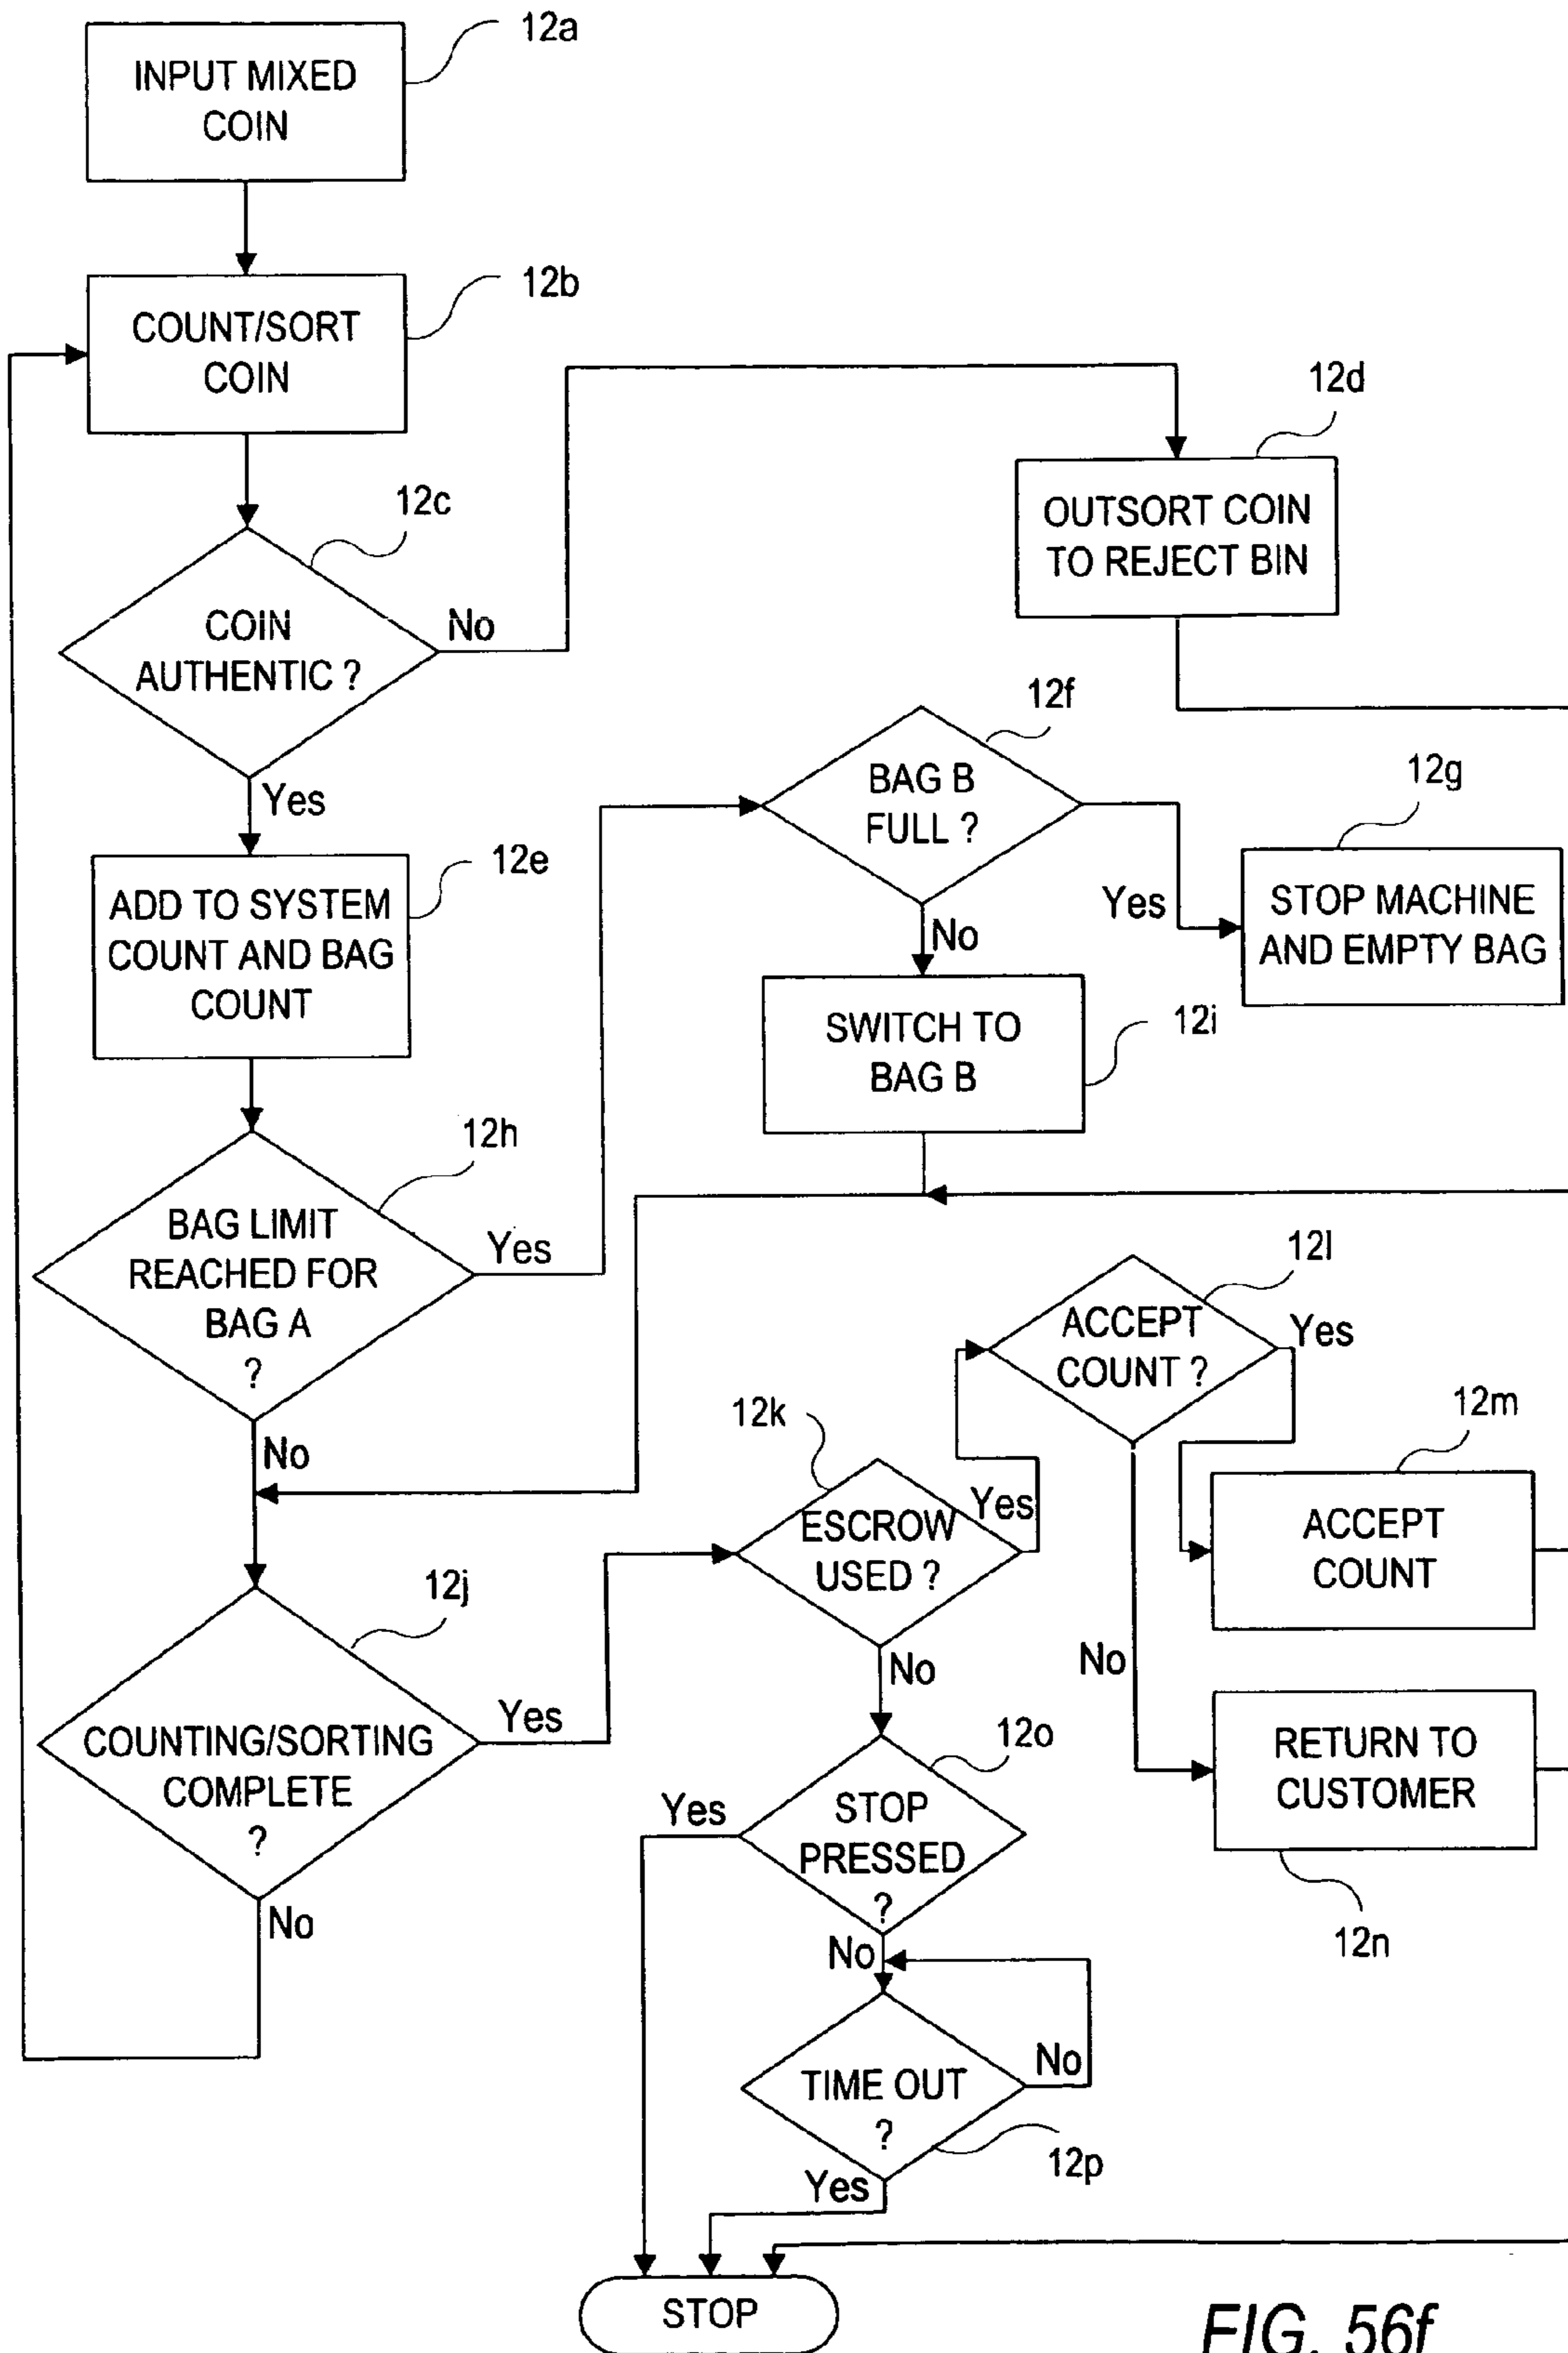 12a
INPUT MIXED
COIN
12b
COUNT/SORT
COIN
12c
COIN
AUTHENTIC ?
No
Yes
12d
OUTSORT COIN
TO REJECT BIN
12e
ADD TO SYSTEM
COUNT AND BAG
COUNT
12f
BAG B
FULL ?
Yes
No
12g
STOP MACHINE
AND EMPTY BAG
12i
SWITCH TO
BAG B
12h
BAG LIMIT
REACHED FOR
BAG A
?
Yes
No
12j
COUNTING/SORTING
COMPLETE
?
Yes
No
12k
ESCROW
USED ?
Yes
No
12l
ACCEPT
COUNT ?
Yes
No
12m
ACCEPT
COUNT
RETURN TO
CUSTOMER
12n
12o
STOP
PRESSED
?
Yes
No
TIME OUT
?
No
12p
Yes
STOP
FIG. 56f